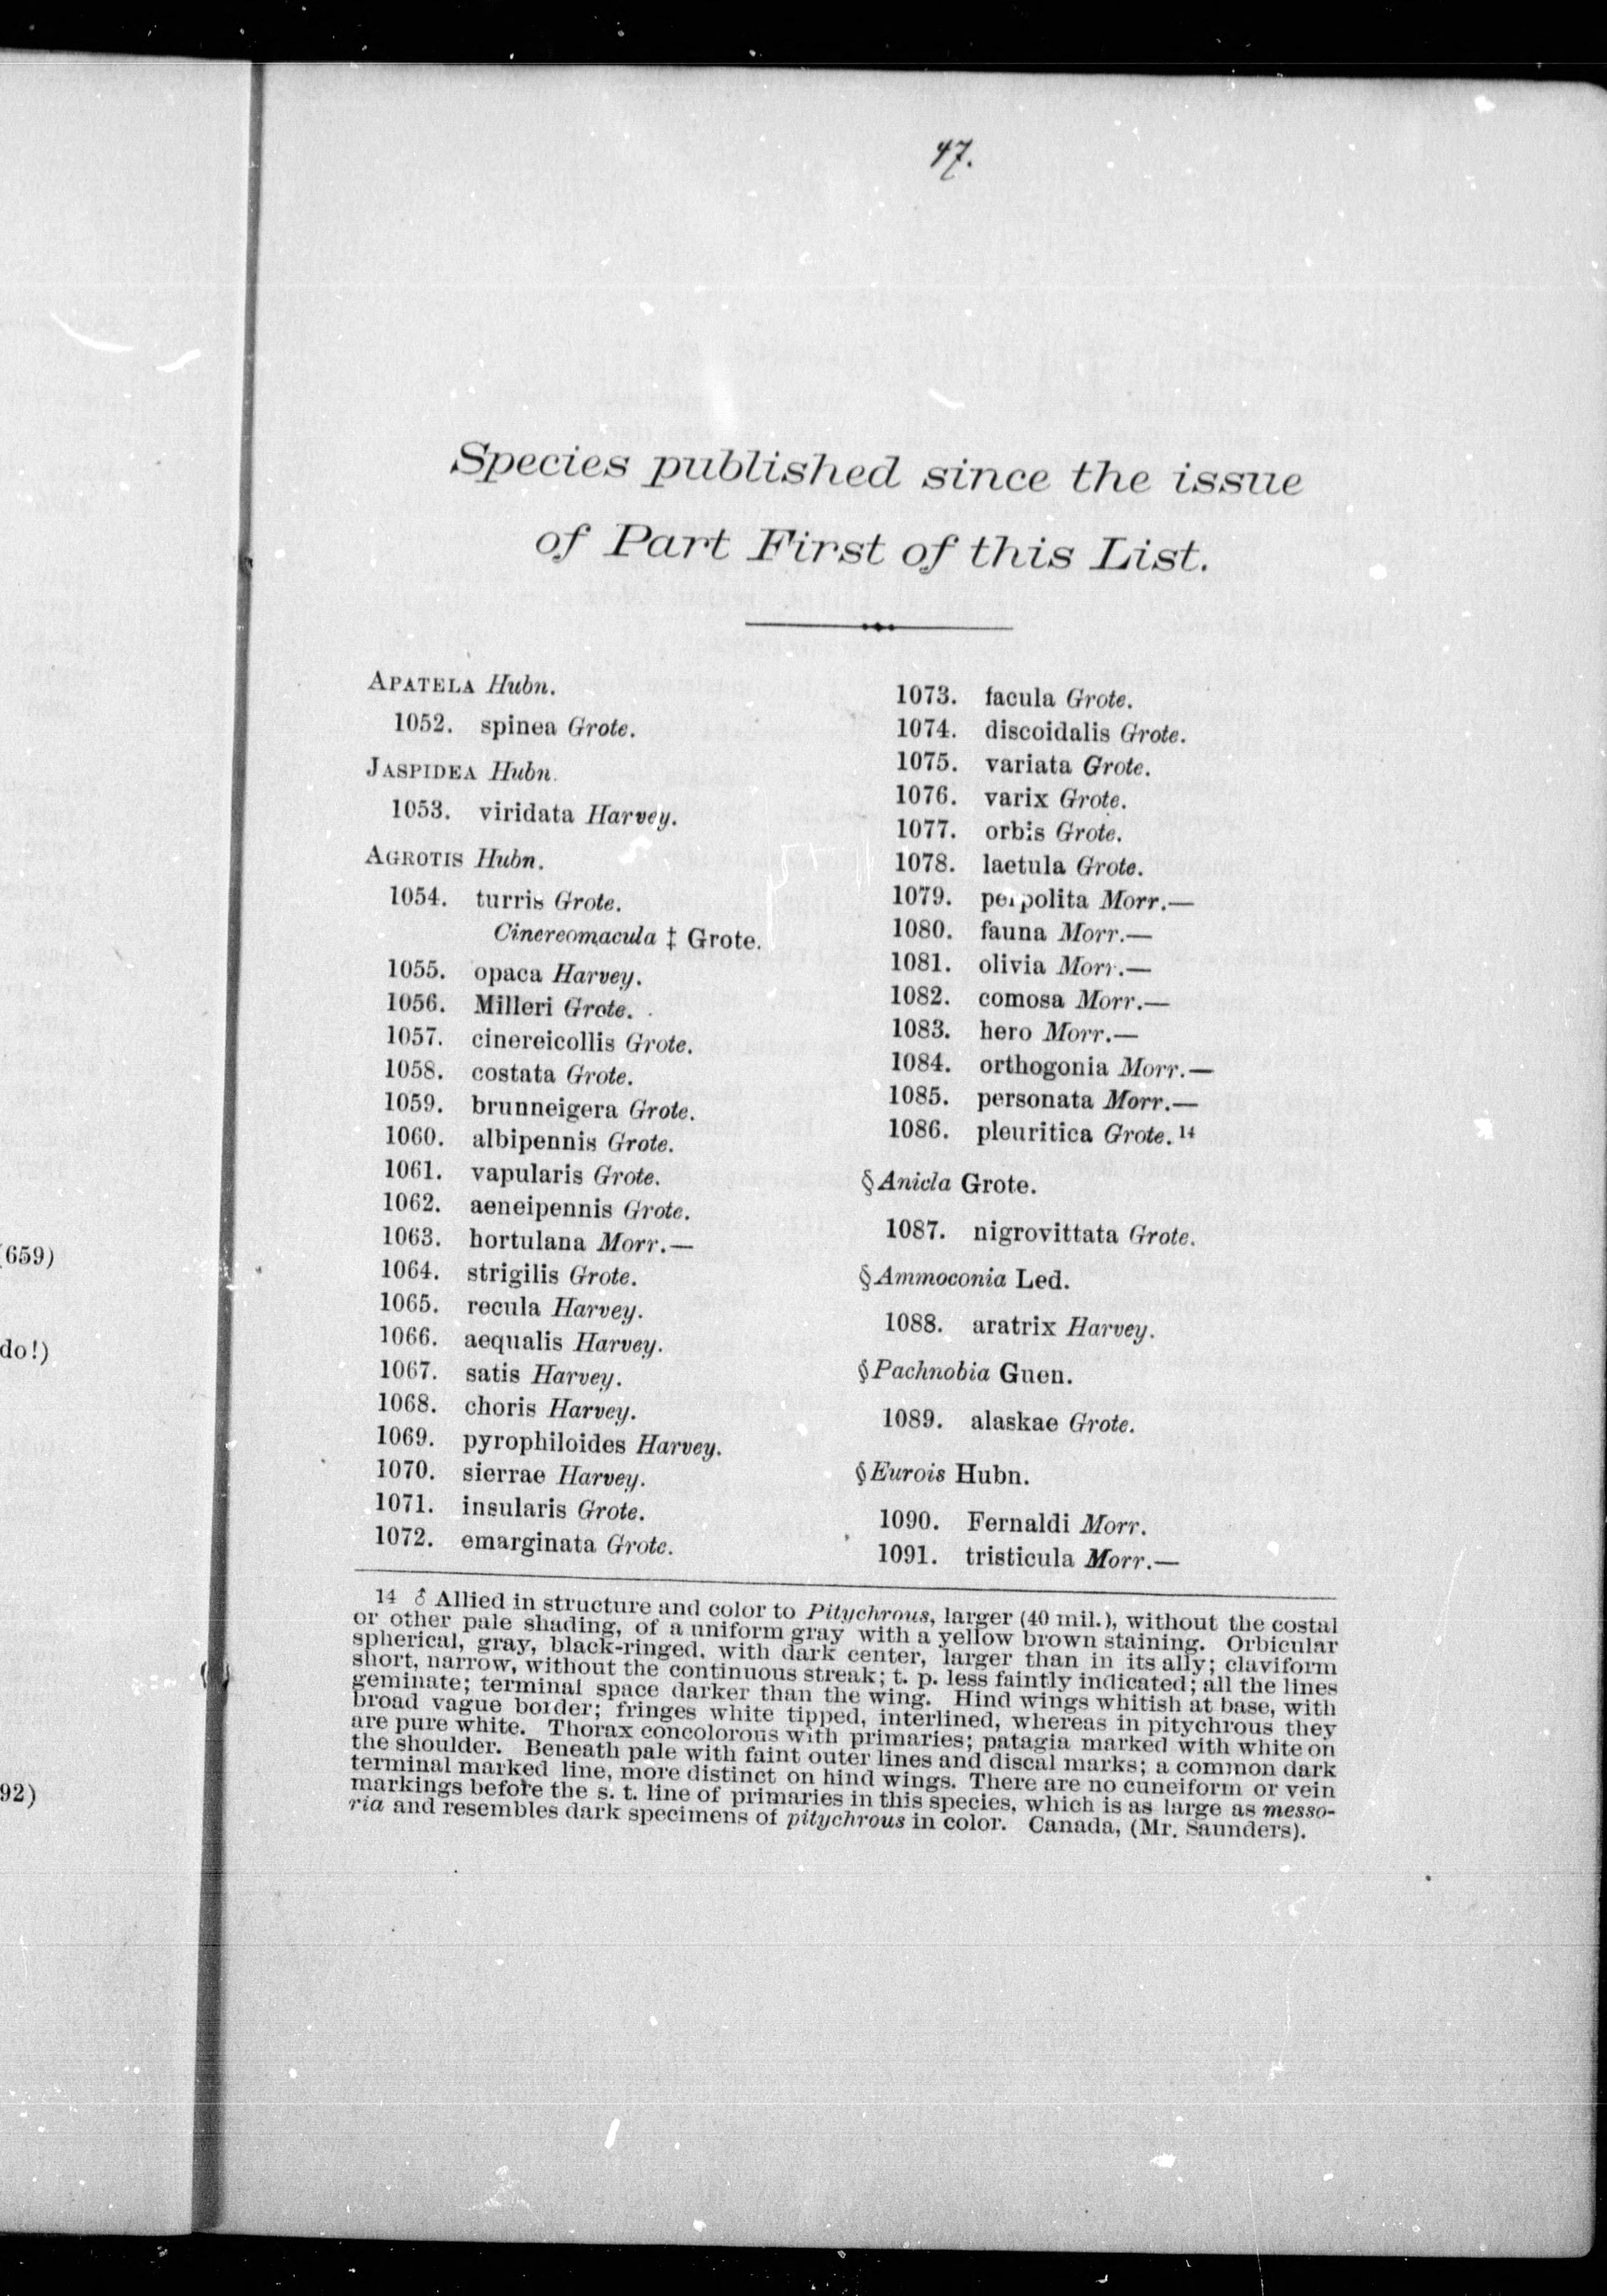 (659)
do!)
92)
47.
Species published since the issue
of Part First of this List.
APATELA Hubn.
1052. spinea Grote.
JASPIDEA Hubn.
1053. viridata Harvey.
AGROTIS Hubn.
1054. turris Grote.
Cinereomacula ‡ Grote.
1055. opaca Harvey.
1056. Milleri Grote.
1057. cinereicollis Grote.
1058. costata Grote.
1059. brunneigera Grote.
1060. albipennis Grote.
1061. vapularis Grote.
1062. aeneipennis Grote.
1063. hortulana Morr.—
1064. strigilis Grote.
1065. recula Harvey.
1066. aequalis Harvey.
1067. satis Harvey.
1068. choris Harvey.
1069. pyrophiloides Harvey.
1070. sierrae Harvey.
1071. insularis Grote.
1072. emarginata Grote.
1073. facula Grote.
1074. discoidalis Grote.
1075. variata Grote.
1076. varix Grote.
1077. orbis Grote.
1078. laetula Grote.
1079. perpolita Morr.—
1080. fauna Morr.—
1081. olivia Morr.—
1082. comosa Morr.—
1083. hero Morr.—
1084. orthogonia Morr.—
1085. personata Morr.—
1086. pleuritica Grote. 14
§ Anicla Grote.
1087. nigrovittata Grote.
§ Ammoconia Led.
1088. aratrix Harvey.
§ Pachnobia Guen.
1089. alaskae Grote.
§ Eurois Hubn.
1090. Fernaldi Morr.
1091. tristicula Morr.—
14 ♂ Allied in structure and color to Pitychrous, larger (40 mil.), without the costal
or other pale shading, of a uniform gray with a yellow brown staining. Orbicular
spherical, gray, black-ringed, with dark center, larger than in its ally; claviform
short, narrow, without the continuous streak; t. p. less faintly indicated; all the lines
geminate; terminal space darker than the wing. Hind wings whitish at base, with
broad vague border; fringes white tipped, interlined, whereas in pitychrous they
are pure white. Thorax concolorous with primaries; patagia marked with white on
the shoulder. Beneath pale with faint outer lines and discal marks; a common dark
terminal marked line, more distinct on hind wings. There are no cuneiform or vein
markings before the s. t. line of primaries in this species, which is as large as messo-
ria and resembles dark specimens of pitychrous in color. Canada, (Mr. Saunders).